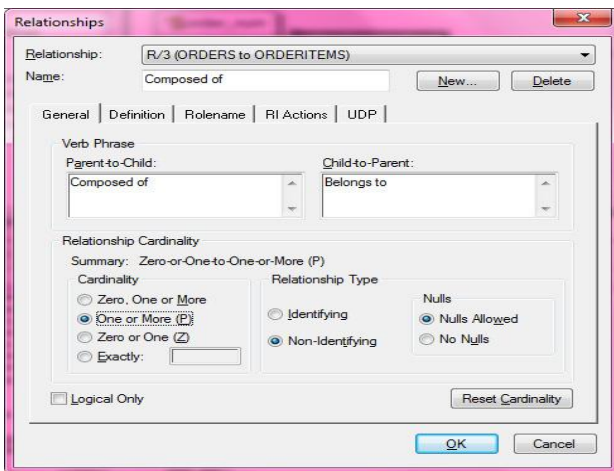 Relationships
Relationship: R/3 (ORDERS to ORDERITEMS)
Name: Composed of New... Delete
General Definition Rolename RI Actions UDP
Verb Phrase
Parent-to-Child: Child-to-Parent:
Composed of Belongs to
Relationship Cardinality
Summary: Zero-or-One-to-One-or-More (P)
Cardinality Relationship Type
Nulls
Zero, One or More
Identifying
One or More (P) Nulls Allowed
Non-Identifying
Zero or One (Z) No Nulls
Exactly:
Logical Only Reset Cardinality
OK Cancel